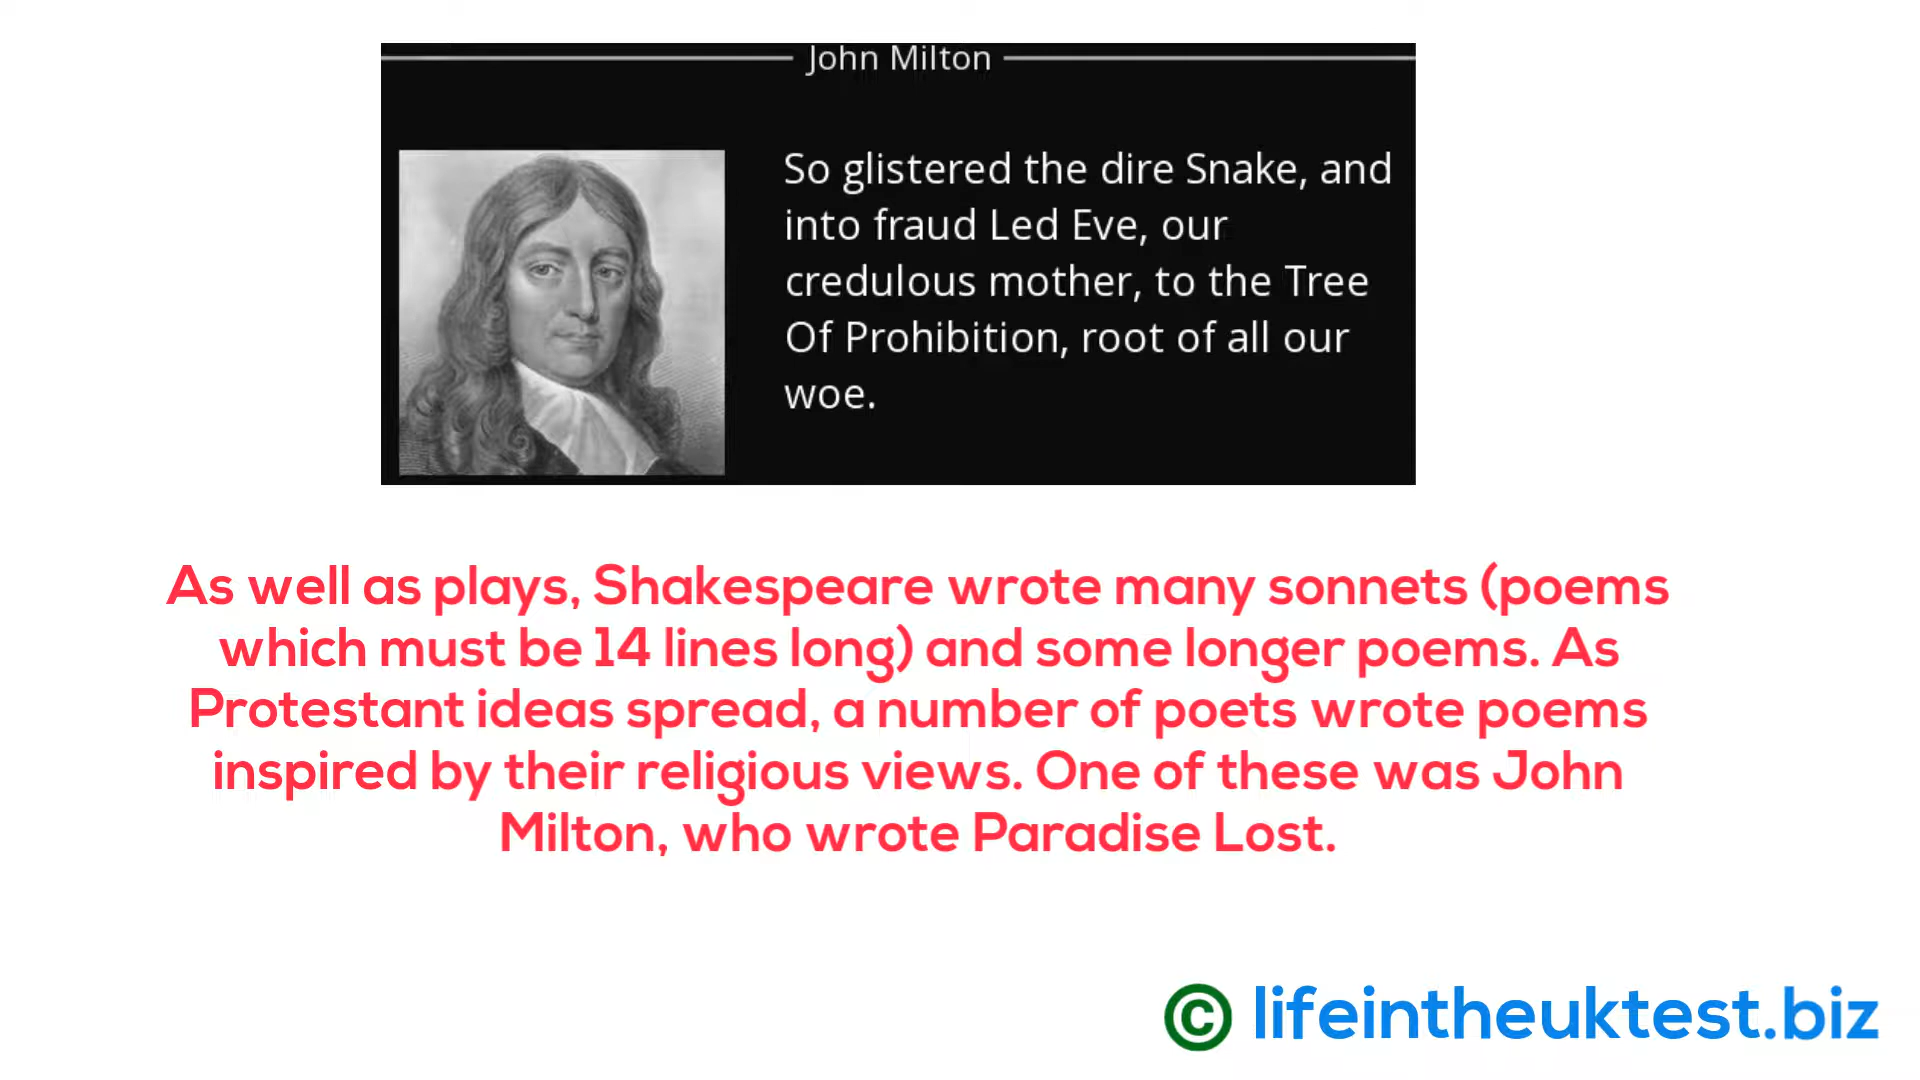 John Milton
So glistered the dire Snake, and
into fraud Led Eve, our
credulous mother, to the Tree
Of Prohibition, root of all our
woe.
As well as plays, Shakespeare wrote many sonnets (poems
which must be 14 lines long) and some longer poems. As
Protestant ideas spread, a number of poets wrote poems
inspired by their religious views. One of these was John
Milton, who wrote Paradise Lost.
© lifeintheuktest.biz